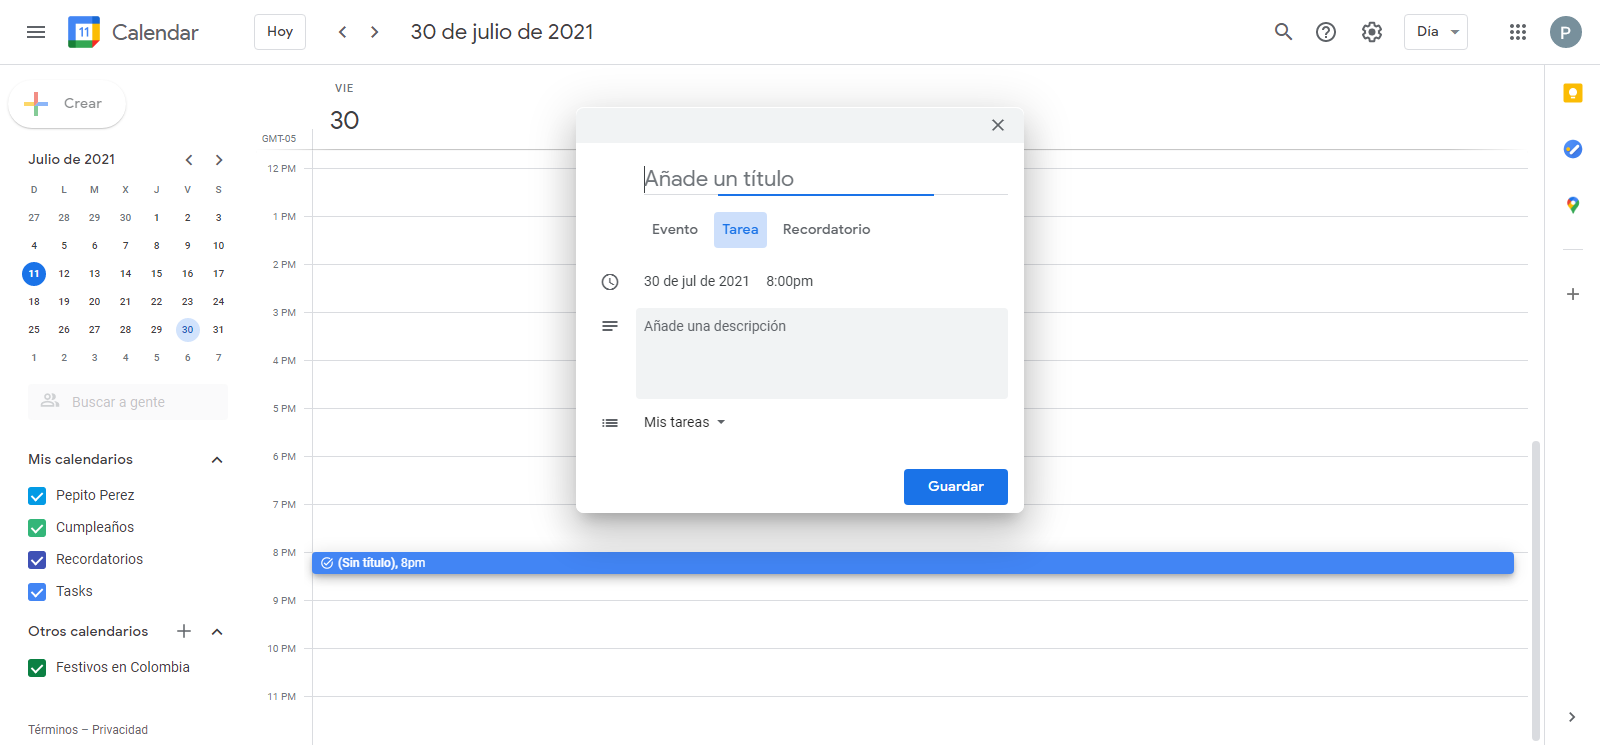 11 Calendar Hoy 30 de julio de 2021 Día P
Crear
Julio de 2021
D L M X J V S
27 28 29 30 1 2 3
4 5 6 7 8 9 10
11 12 13 14 15 16 17
18 19 20 21 22 23 24
25 26 27 28 29 30 31
1 2 3 4 5 6 7
Buscar a gente
Mis calendarios
Pepito Perez
Cumpleaños
Recordatorios
Tasks
Otros calendarios
Festivos en Colombia
Términos – Privacidad
VIE
30
GMT-05
12 PM
1 PM
2 PM
3 PM
4 PM
5 PM
6 PM
7 PM
8 PM
9 PM
10 PM
11 PM
(Sin título), 8pm
Añade un título
Evento Tarea Recordatorio
30 de jul de 2021 8:00pm
Añade una descripción
Mis tareas
Guardar